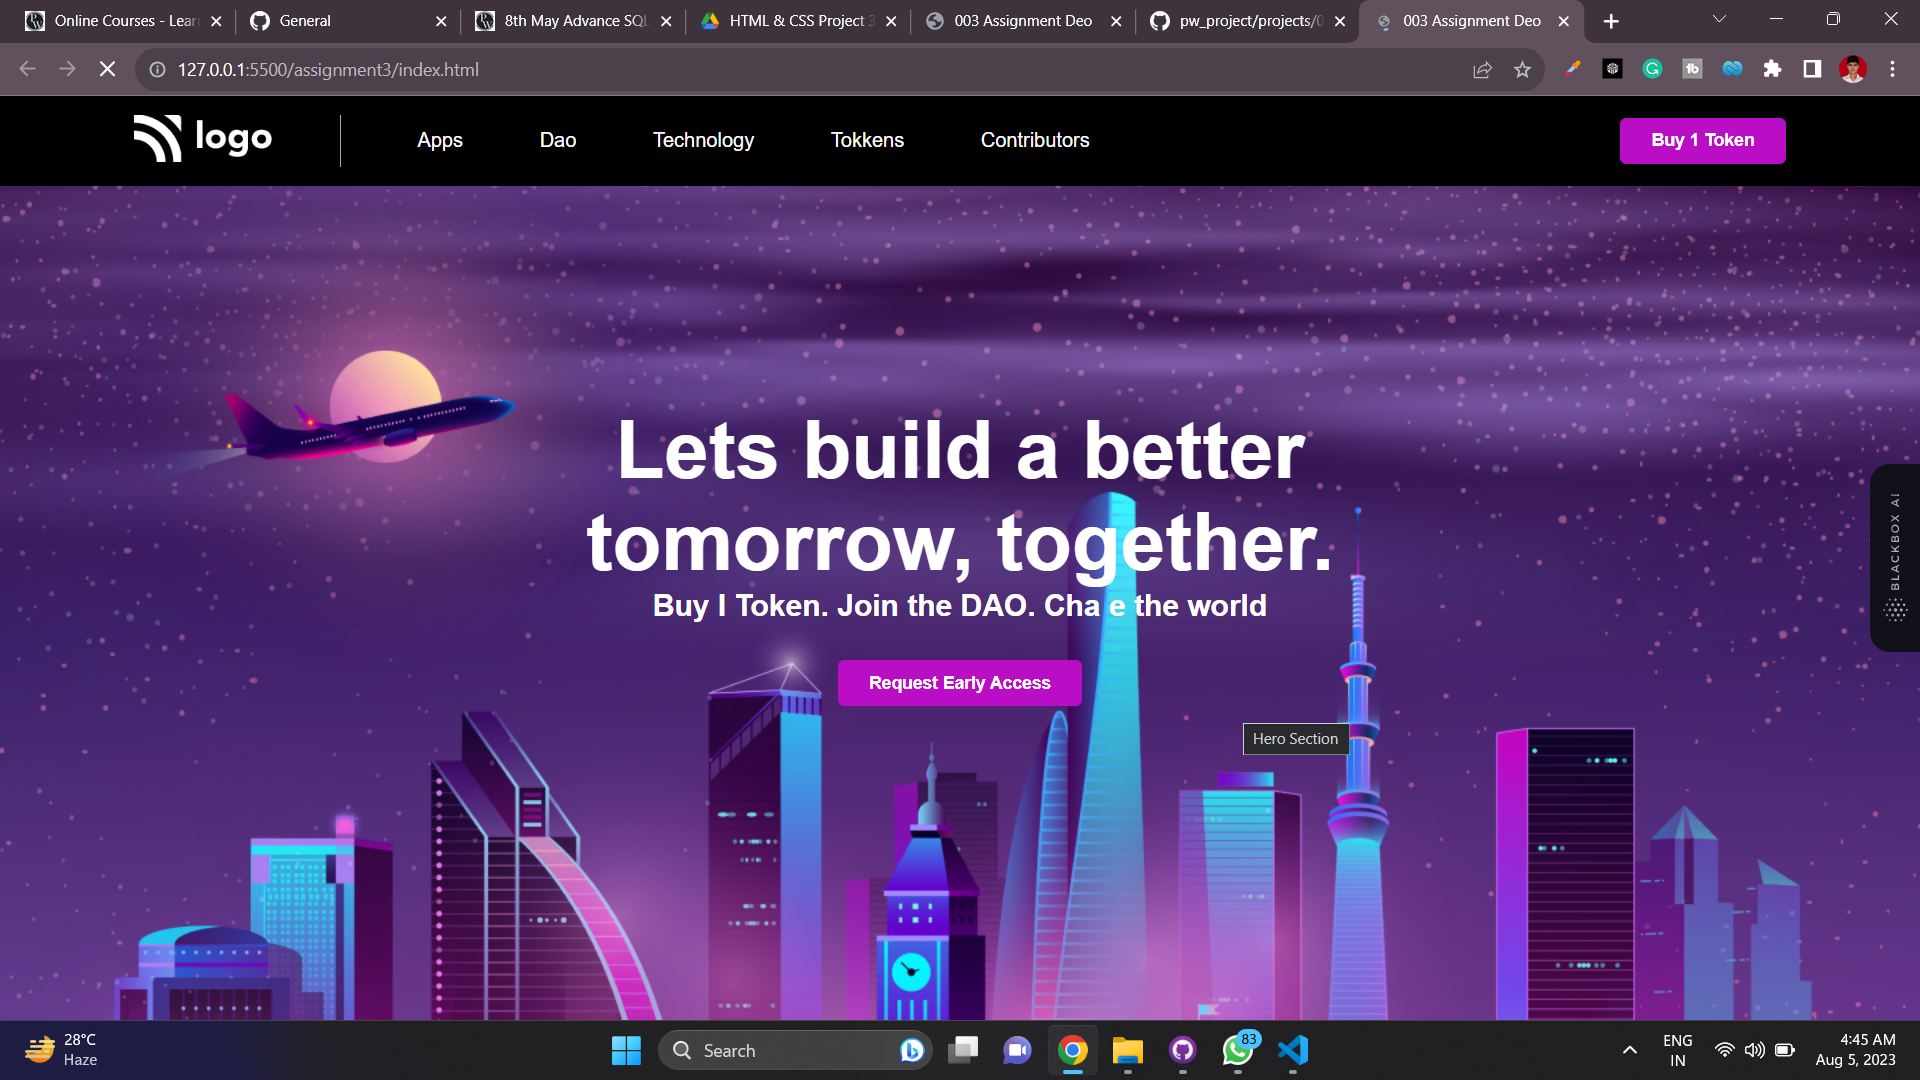 Online Courses - Lear
General
8th May Advance SQL
HTML & CSS Project 3
003 Assignment Deo
pw_project/projects/0
003 Assignment Deo
127.0.0.1:5500/assignment3/index.html
logo
Apps
Dao
Technology
Tokkens
Contributors
Buy 1 Token
Lets build a better
tomorrow, together.
Buy I Token. Join the DAO. Cha e the world
Request Early Access
Hero Section
BLACKBOX AI
28°C
Haze
Search
83
ENG
IN
4:45 AM
Aug 5, 2023